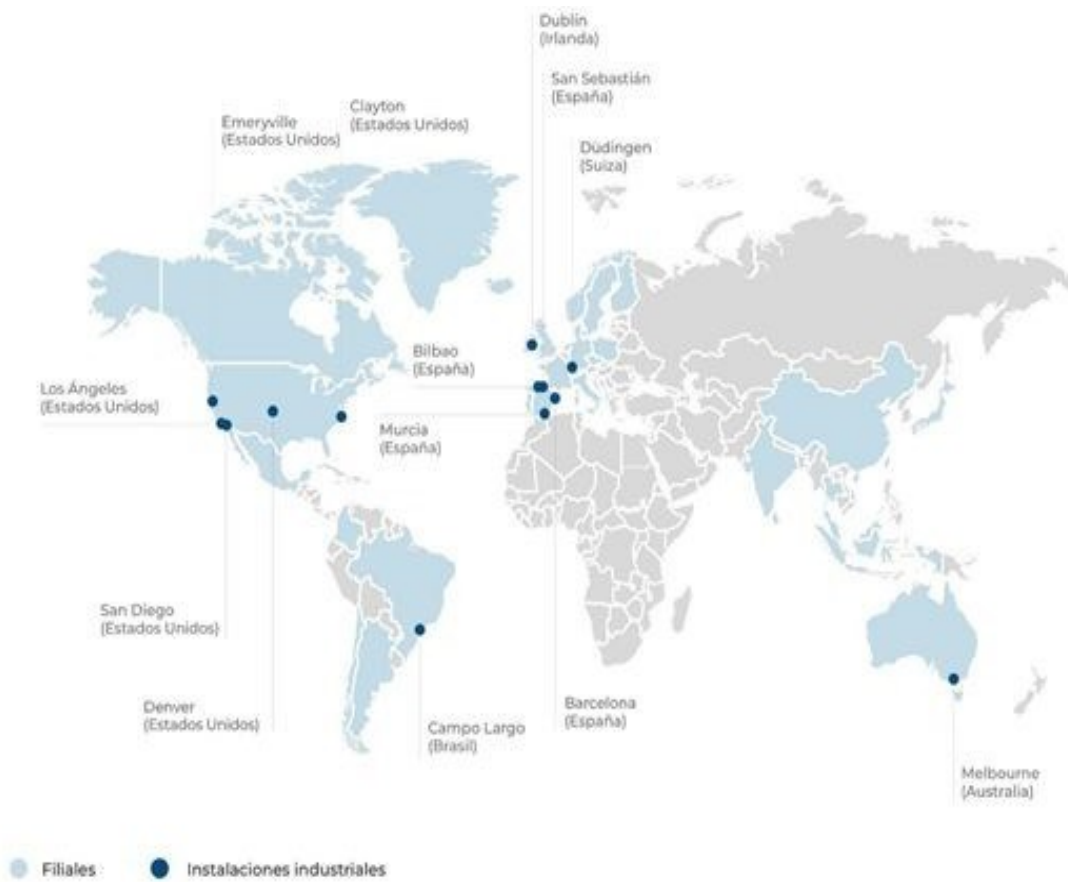 Dublín
(Irlanda)
San Sebastián
(España)
Clayton
(Estados Unidos)
Emeryville
(Estados Unidos)
Düdingen
(Suiza)
Bilbao
(España)
Los Ángeles
(Estados Unidos)
Murcia
(España)
San Diego
(Estados Unidos)
Barcelona
(España)
Denver
(Estados Unidos)
Campo Largo
(Brasil)
Melbourne
(Australia)
Filiales
Instalaciones industriales